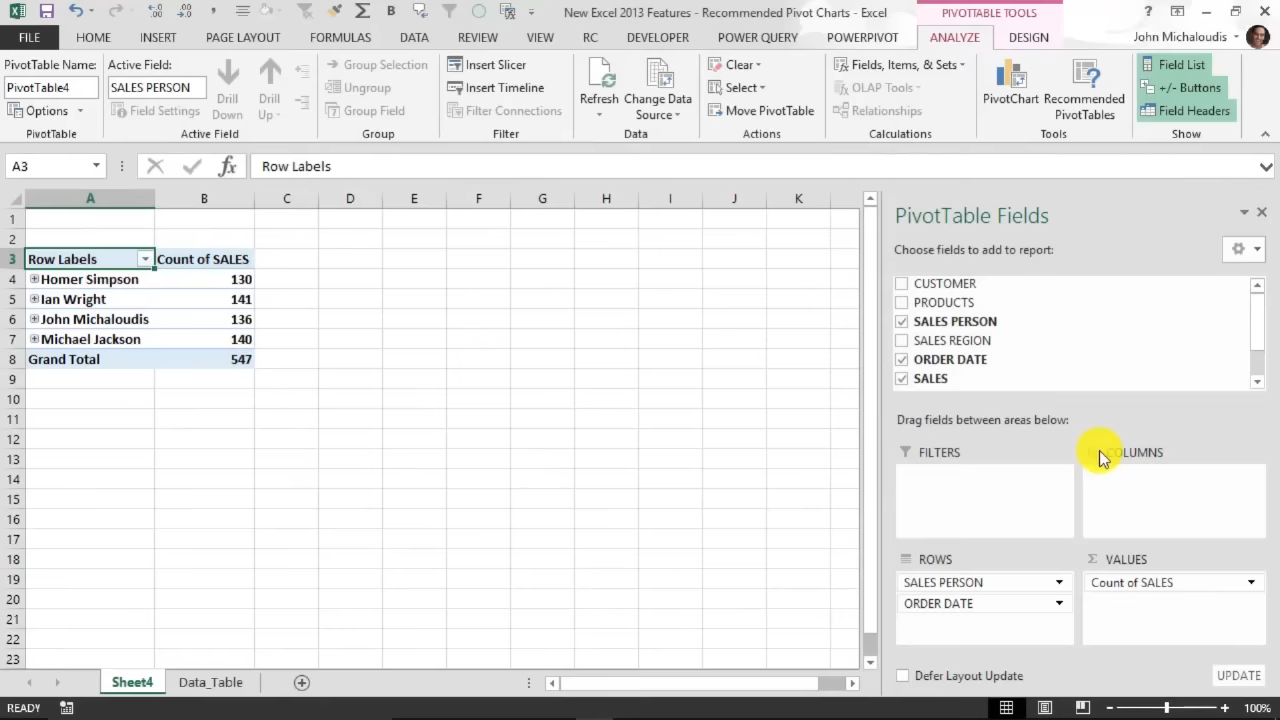 New Excel 2013 Features - Recommended Pivot Charts - Excel
PIVOTTABLE TOOLS
FILE HOME INSERT PAGE LAYOUT FORMULAS DATA REVIEW VIEW RC DEVELOPER POWER QUERY POWERPIVOT ANALYZE DESIGN John Michaloudis
PivotTable Name:
PivotTable4
Options
PivotTable
Active Field:
SALES PERSON
Field Settings
Drill
Down
Drill
Up
Active Field
Group Selection
Ungroup
Group Field
Group
Insert Slicer
Insert Timeline
Filter Connections
Filter
Refresh
Change Data
Source
Data
Clear
Select
Move PivotTable
Actions
Fields, Items, & Sets
OLAP Tools
Relationships
Calculations
PivotChart
Recommended
PivotTables
Tools
Field List
+/- Buttons
Field Headers
Show
A3 fx Row Labels
A B C D E F G H I J K
1
2
3 Row Labels Count of SALES
4 Homer Simpson 130
5 Ian Wright 141
6 John Michaloudis 136
7 Michael Jackson 140
8 Grand Total 547
9
10
11
12
13
14
15
16
17
18
19
20
21
22
23
PivotTable Fields
Choose fields to add to report:
CUSTOMER
PRODUCTS
SALES PERSON
SALES REGION
ORDER DATE
SALES
Drag fields between areas below:
FILTERS
COLUMNS
ROWS
SALES PERSON
ORDER DATE
VALUES
Count of SALES
Defer Layout Update
UPDATE
Sheet4 Data_Table
READY
100%